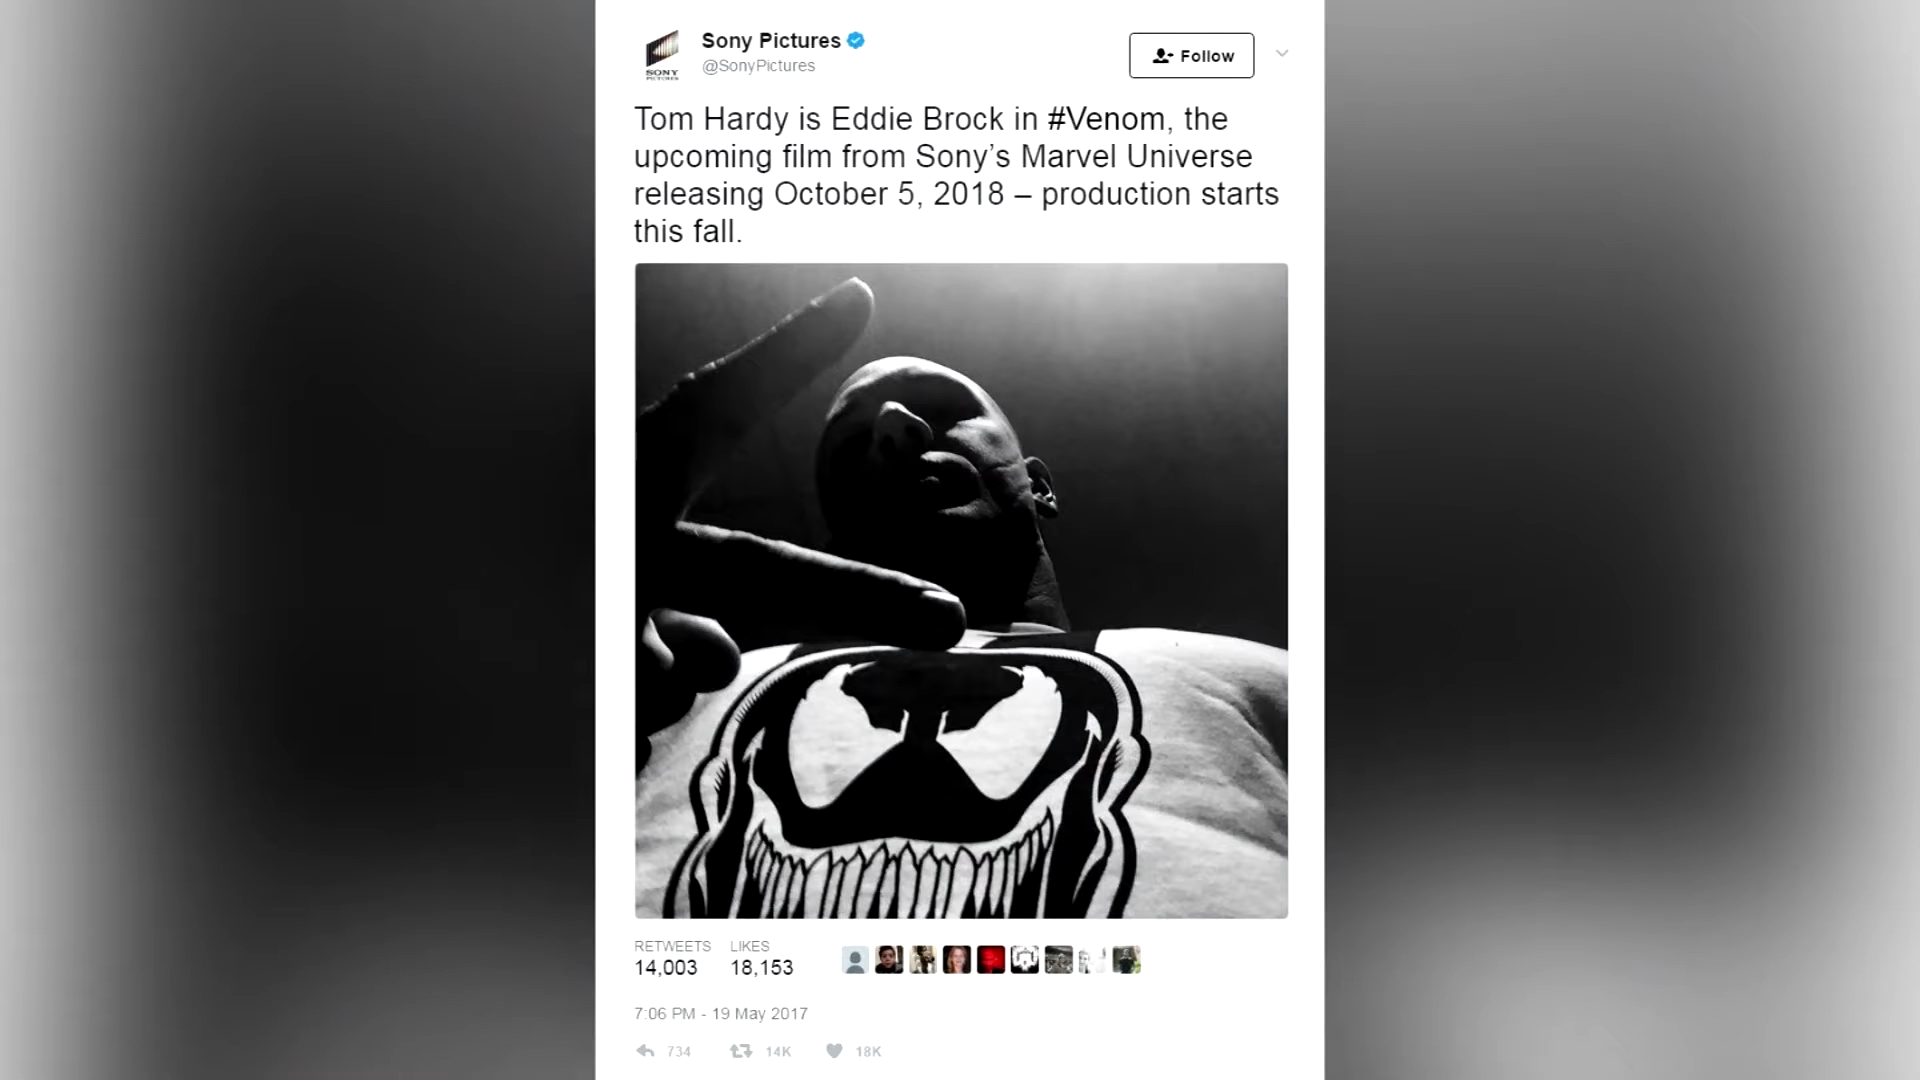 Sony Pictures
@SonyPictures
Follow
SONY
PICTURES
Tom Hardy is Eddie Brock in #Venom, the
upcoming film from Sony’s Marvel Universe
releasing October 5, 2018 – production starts
this fall.
RETWEETS LIKES
14,003 18,153
7:06 PM - 19 May 2017
734 14K 18K